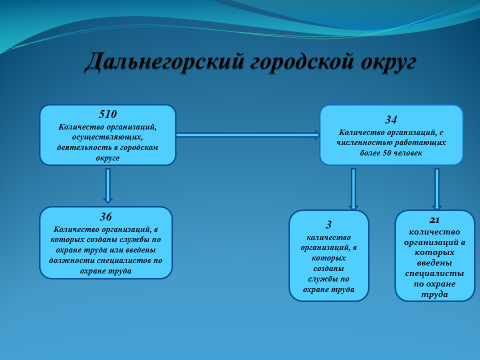 Дальнегорский городской округ
510
Количество организаций,
осуществляющих,
деятельность в городском
округе
34
Количество организаций, с
численностью работающих
более 50 человек
36
Количество организаций, в
которых созданы службы по
охране труда или введены
должности специалистов по
охране труда
3
количество
организаций, в
которых
созданы
службы по
охране труда
21
количество
организаций в
которых
введены
специалисты
по охране
труда